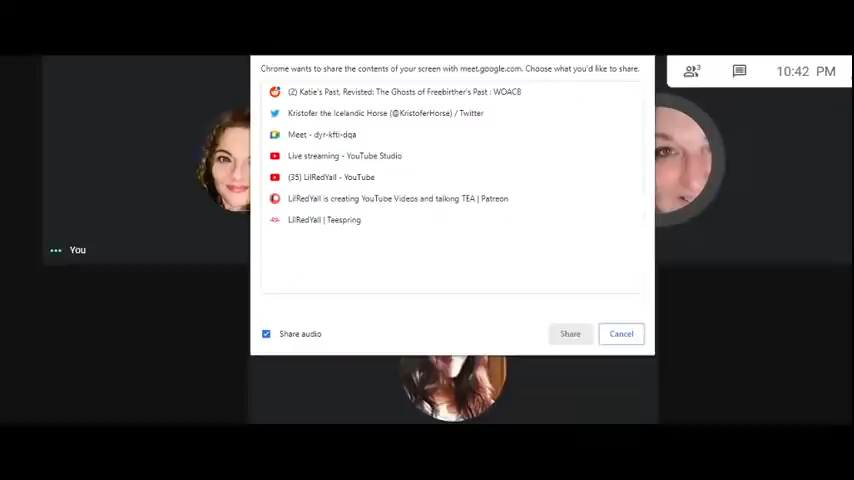 Chrome wants to share the contents of your screen with meet.google.com. Choose what you'd like to share.
(2) Katie's Past, Revisted: The Ghosts of Freebirther's Past : WOACB
Kristofer the Icelandic Horse (@KristoferHorse) / Twitter
Meet - dyr-kfti-dqa
Live streaming - YouTube Studio
(35) LilRedYall - YouTube
LilRedYall is creating YouTube Videos and talking TEA | Patreon
LilRedYall | Teespring
Share audio
Share
Cancel
3
10:42 PM
You